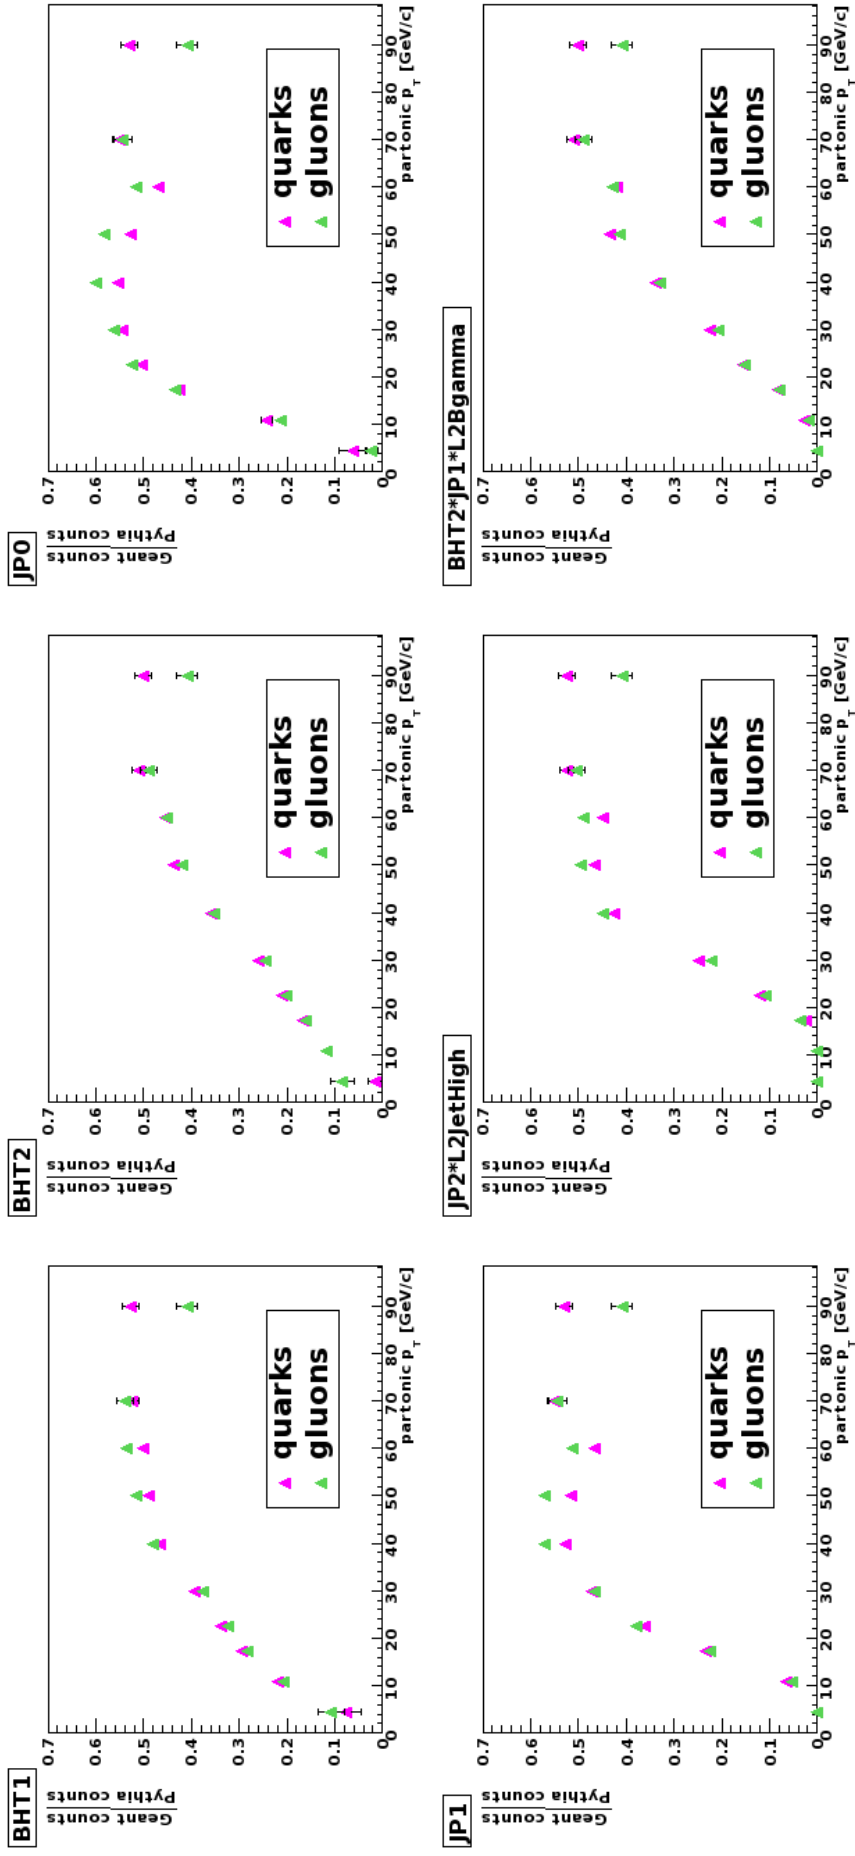 BHT1
Geant counts
Pythia counts
0.7
0.6
0.5
0.4
0.3
0.2
0.1
0
quarks
gluons
0 10 20 30 40 50 60 70 80 90
partonic p_T [GeV/c]
BHT2
Geant counts
Pythia counts
0.7
0.6
0.5
0.4
0.3
0.2
0.1
0
quarks
gluons
0 10 20 30 40 50 60 70 80 90
partonic p_T [GeV/c]
JP0
Geant counts
Pythia counts
0.7
0.6
0.5
0.4
0.3
0.2
0.1
0
quarks
gluons
0 10 20 30 40 50 60 70 80 90
partonic p_T [GeV/c]
JP1
Geant counts
Pythia counts
0.7
0.6
0.5
0.4
0.3
0.2
0.1
0
quarks
gluons
0 10 20 30 40 50 60 70 80 90
partonic p_T [GeV/c]
JP2*L2JetHigh
Geant counts
Pythia counts
0.7
0.6
0.5
0.4
0.3
0.2
0.1
0
quarks
gluons
0 10 20 30 40 50 60 70 80 90
partonic p_T [GeV/c]
BHT2*JP1*L2Bgamma
Geant counts
Pythia counts
0.7
0.6
0.5
0.4
0.3
0.2
0.1
0
quarks
gluons
0 10 20 30 40 50 60 70 80 90
partonic p_T [GeV/c]